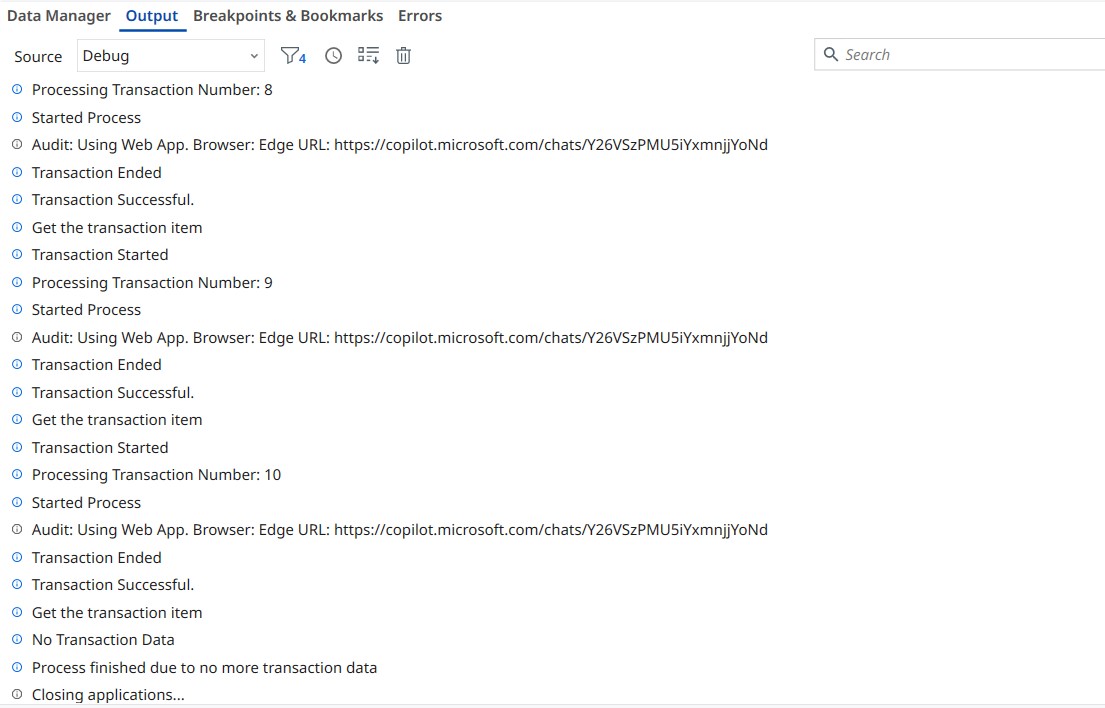 Data Manager Output Breakpoints & Bookmarks Errors
Source Debug 4 Search
Processing Transaction Number: 8
Started Process
Audit: Using Web App. Browser: Edge URL: https://copilot.microsoft.com/chats/Y26VSzPMU5iYxmnjjYoNd
Transaction Ended
Transaction Successful.
Get the transaction item
Transaction Started
Processing Transaction Number: 9
Started Process
Audit: Using Web App. Browser: Edge URL: https://copilot.microsoft.com/chats/Y26VSzPMU5iYxmnjjYoNd
Transaction Ended
Transaction Successful.
Get the transaction item
Transaction Started
Processing Transaction Number: 10
Started Process
Audit: Using Web App. Browser: Edge URL: https://copilot.microsoft.com/chats/Y26VSzPMU5iYxmnjjYoNd
Transaction Ended
Transaction Successful.
Get the transaction item
No Transaction Data
Process finished due to no more transaction data
Closing applications...